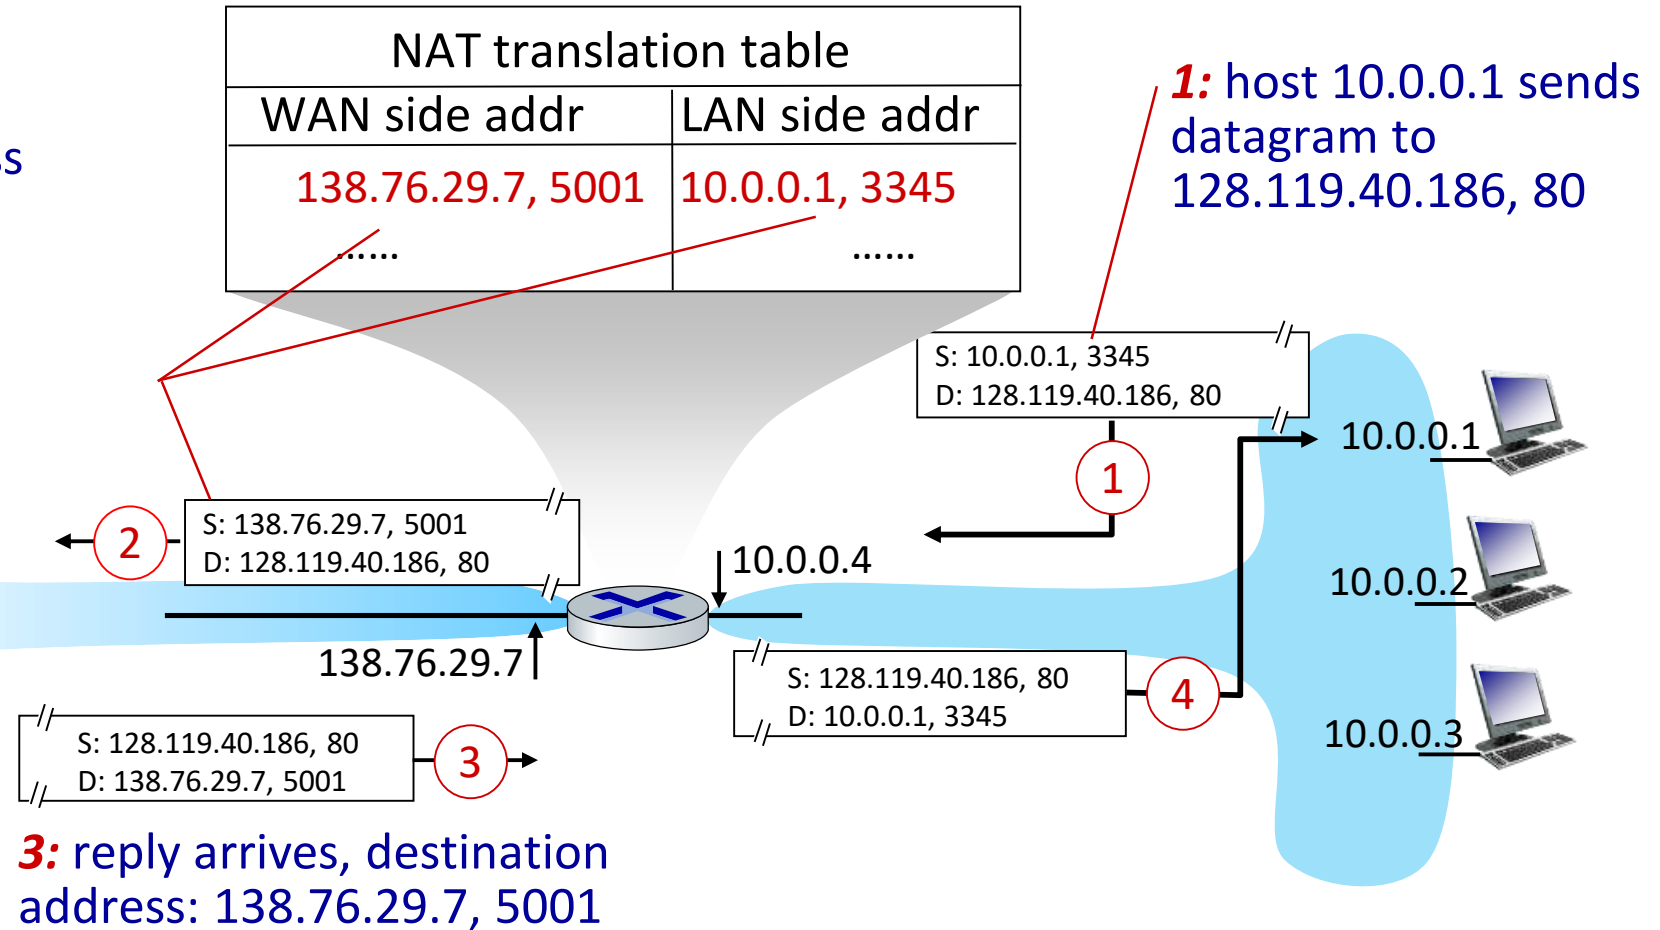 NAT translation table
WAN side addr
LAN side addr
138.76.29.7, 5001
10.0.0.1, 3345
......
......
1: host 10.0.0.1 sends
datagram to
128.119.40.186, 80
S: 10.0.0.1, 3345
D: 128.119.40.186, 80
1
10.0.0.1
2
S: 138.76.29.7, 5001
D: 128.119.40.186, 80
10.0.0.4
10.0.0.2
138.76.29.7
S: 128.119.40.186, 80
D: 10.0.0.1, 3345
4
10.0.0.3
S: 128.119.40.186, 80
D: 138.76.29.7, 5001
3
3: reply arrives, destination
address: 138.76.29.7, 5001